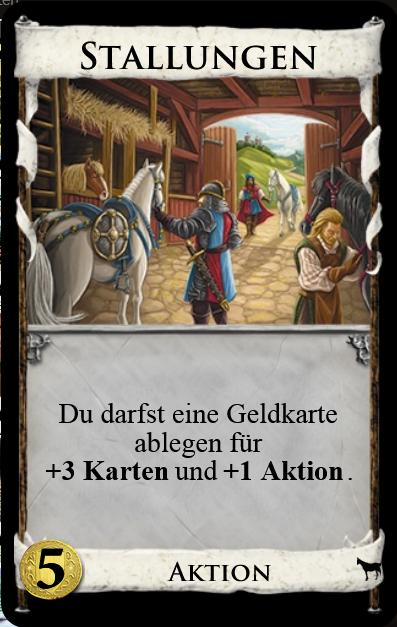 STALLUNGEN
Du darfst eine Geldkarte
ablegen für
+3 Karten und +1 Aktion.
5
AKTION